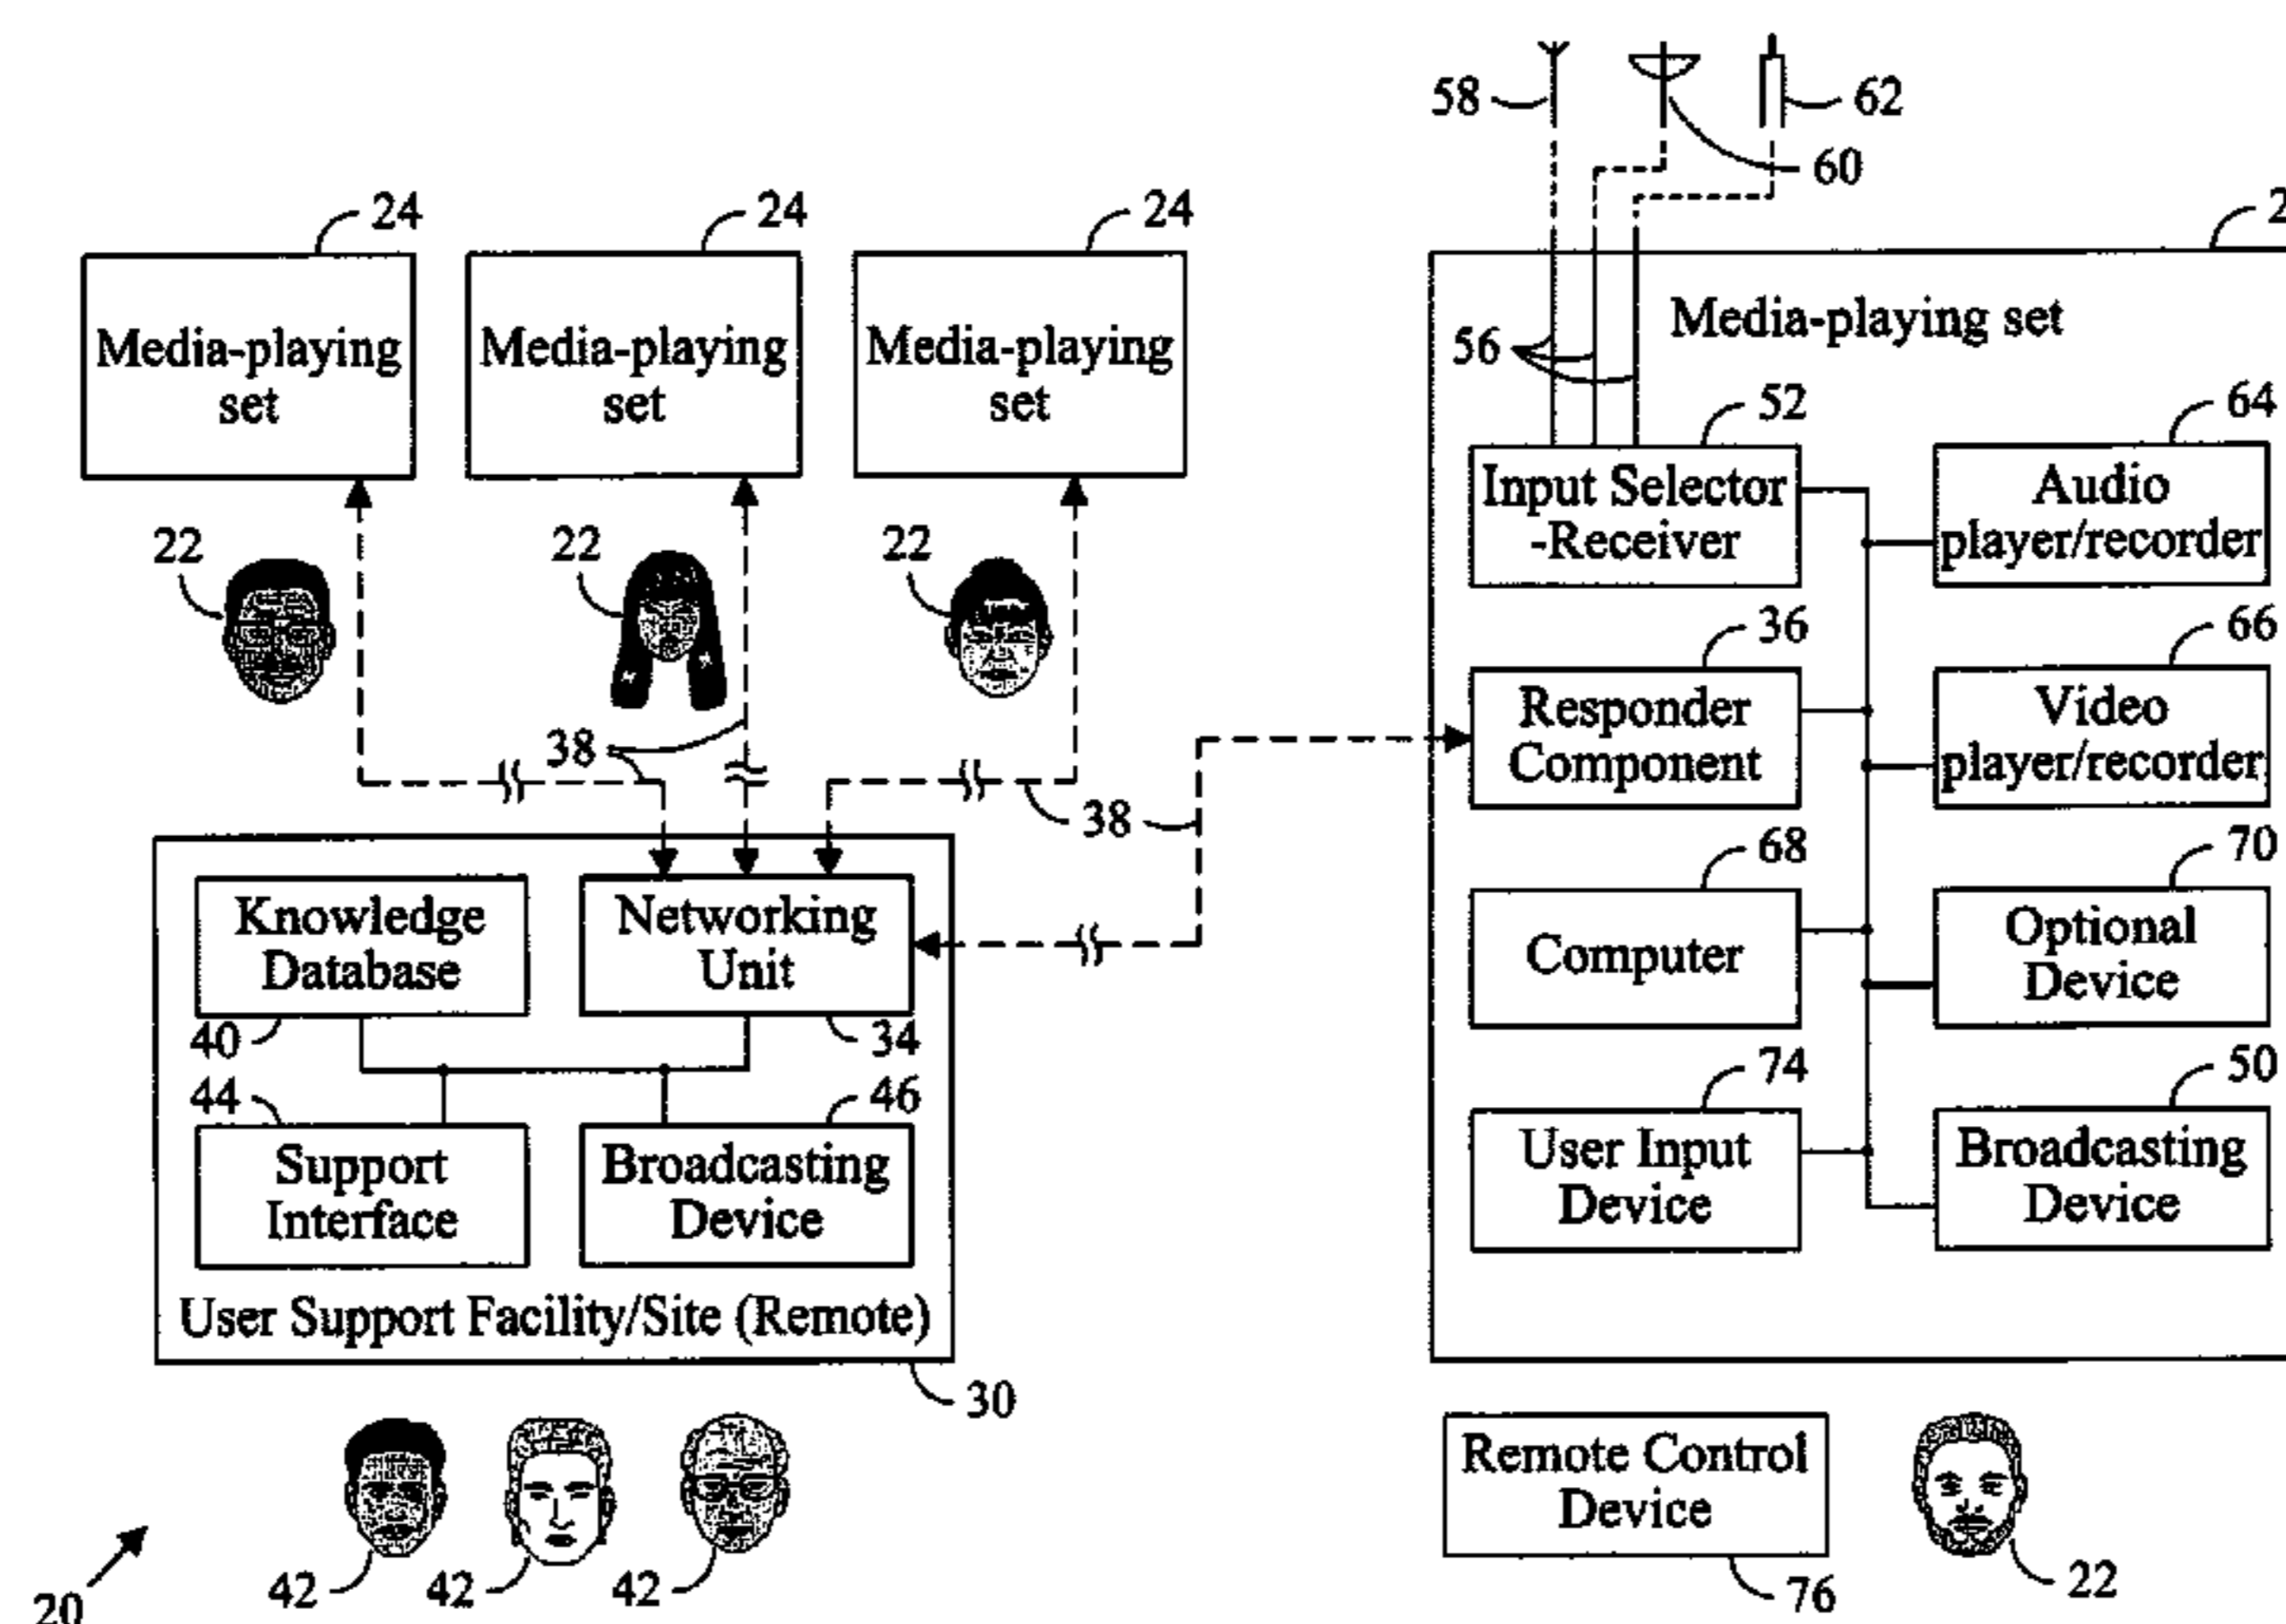 58
62
60
24
24
24
2
Media-playing
set
Media-playing
set
Media-playing
set
Media-playing set
56
52
64
Input Selector
-Receiver
Audio
player/recorder
22
22
22
36
66
Responder
Component
Video
player/recorder
38
38
68
70
Knowledge
Database
Networking
Unit
Computer
Optional
Device
40
34
44
46
74
50
Support
Interface
Broadcasting
Device
User Input
Device
Broadcasting
Device
User Support Facility/Site (Remote)
30
Remote Control
Device
42
42
42
76
22
20